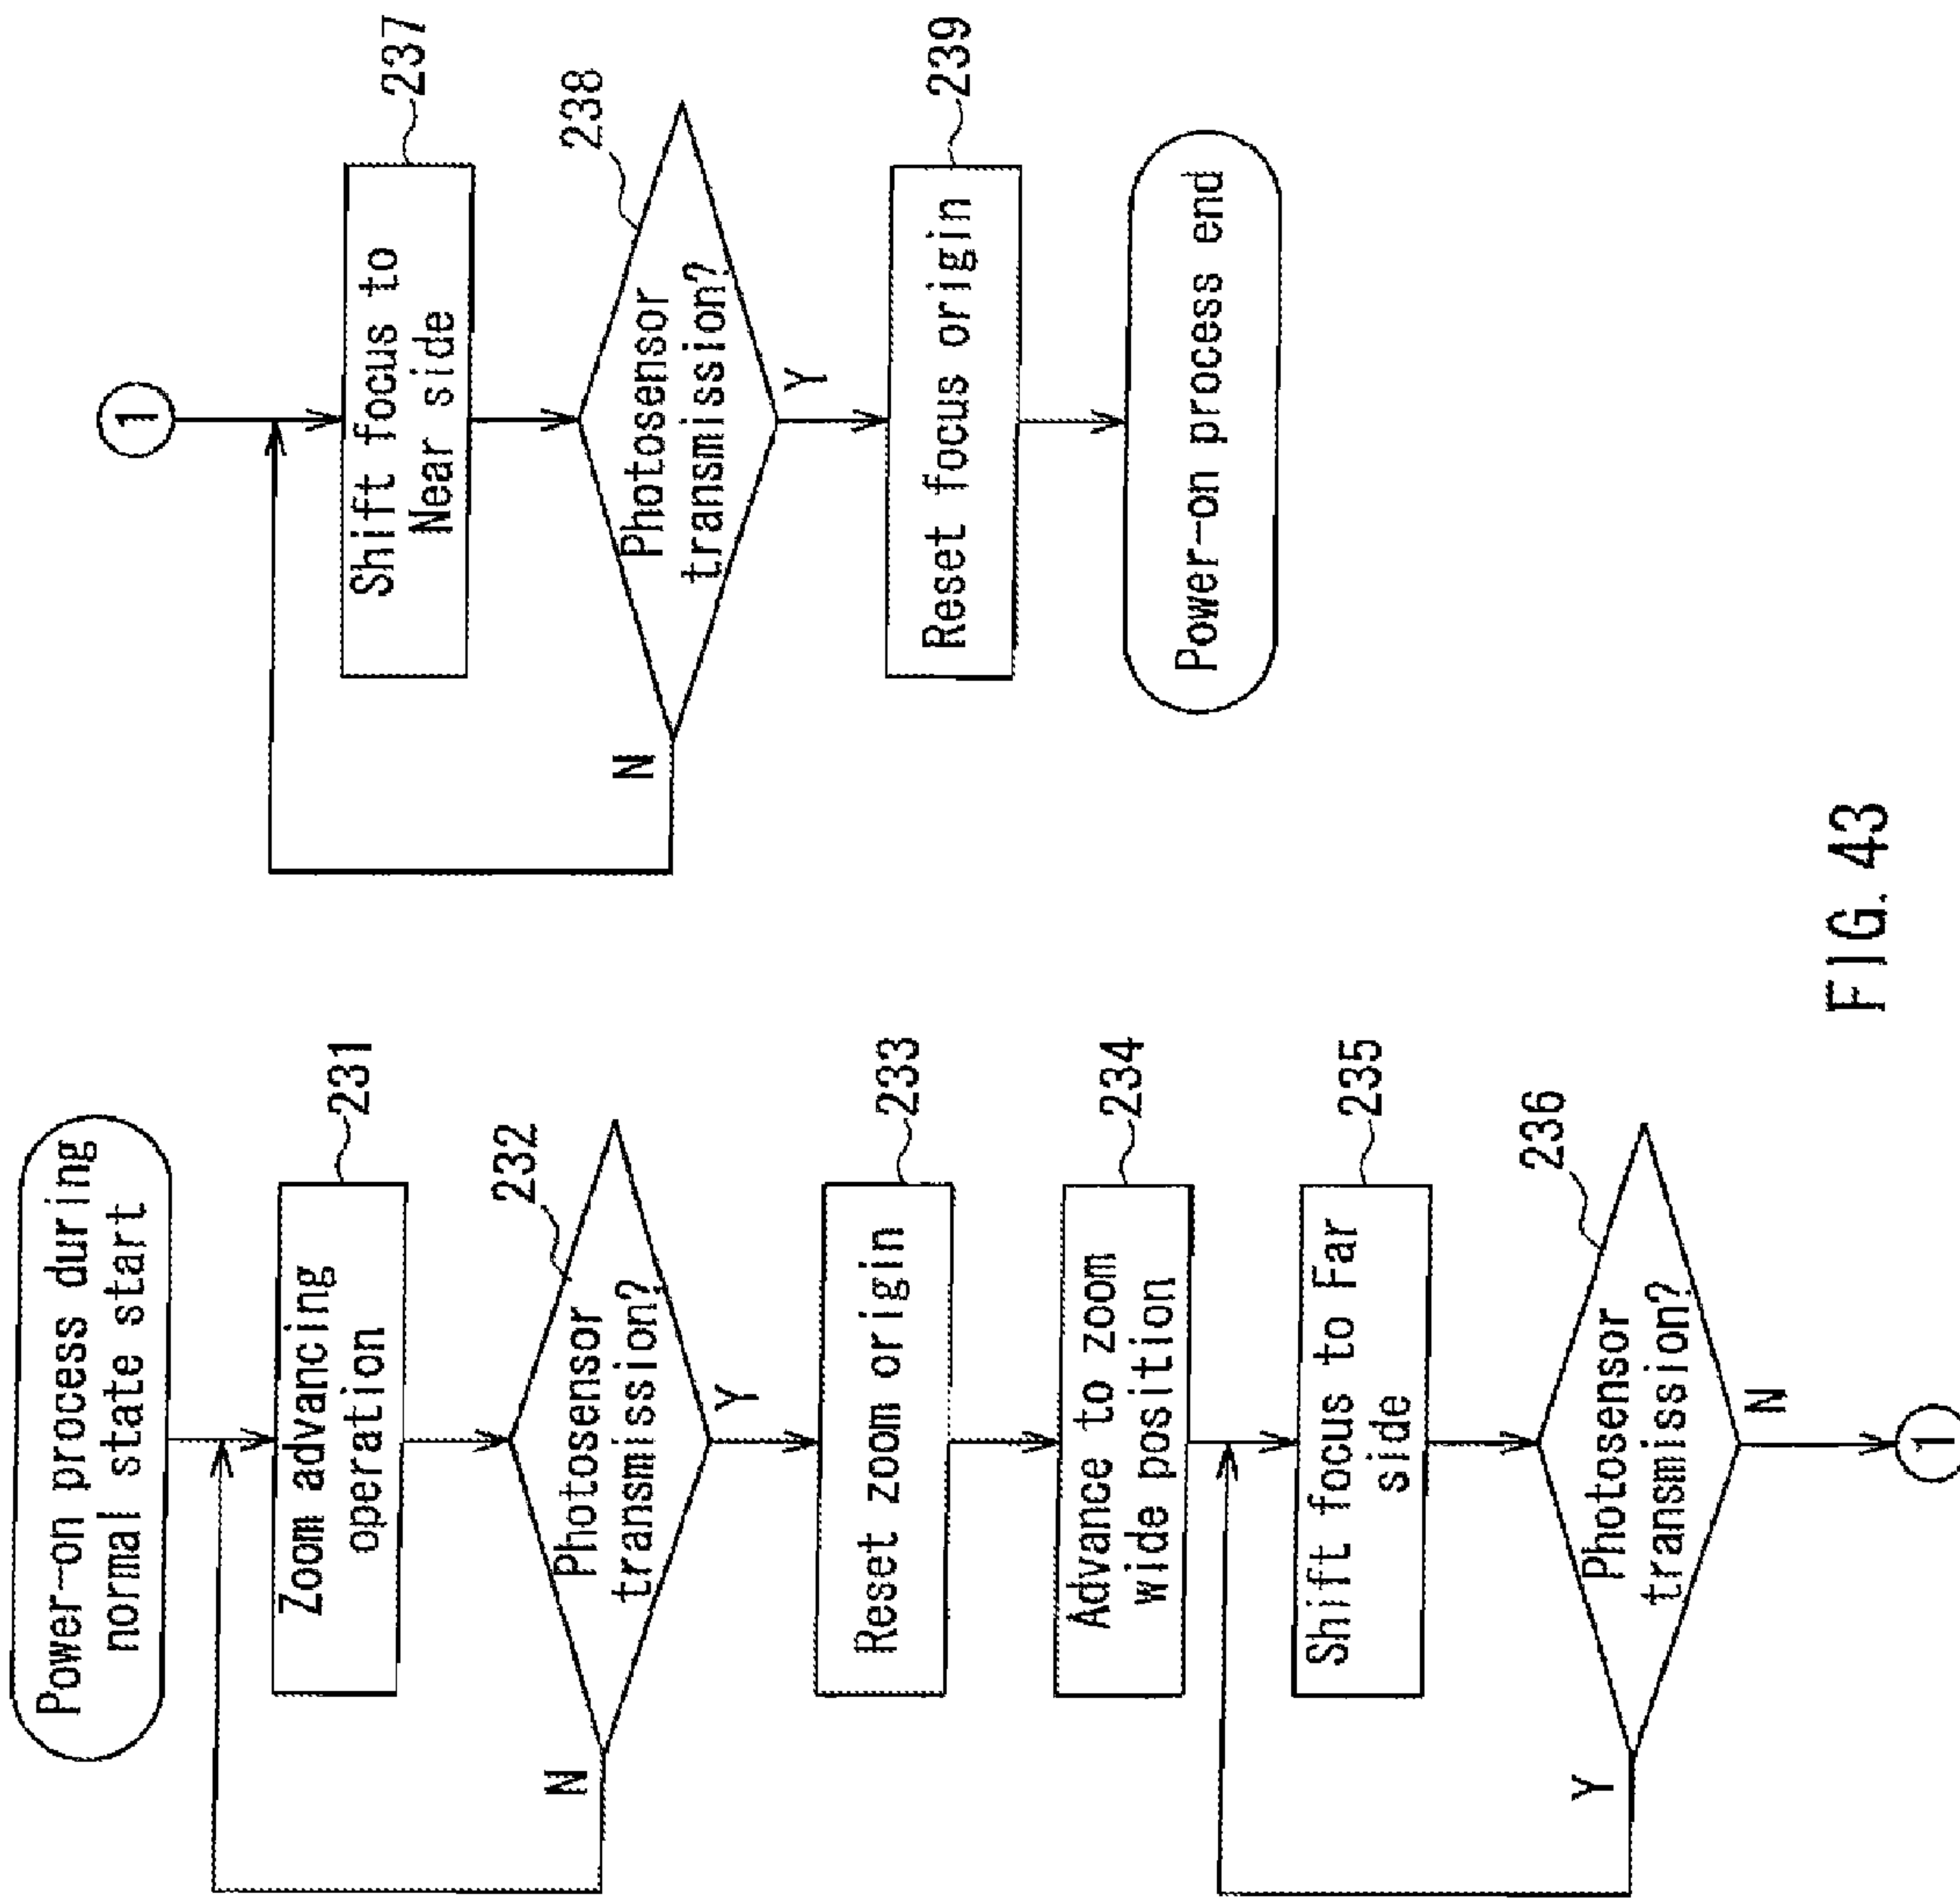 Power-on process during
normal state start
Zoom advancing
operation
231
Photosensor
transmission?
232
N
Y
Reset zoom origin
233
Advance to zoom
wide position
234
Shift focus to Far
side
235
Photosensor
transmission?
236
Y
N
1
1
Shift focus to
Near side
237
Photosensor
transmission?
238
N
Y
Reset focus origin
239
Power-on process end
FIG. 43